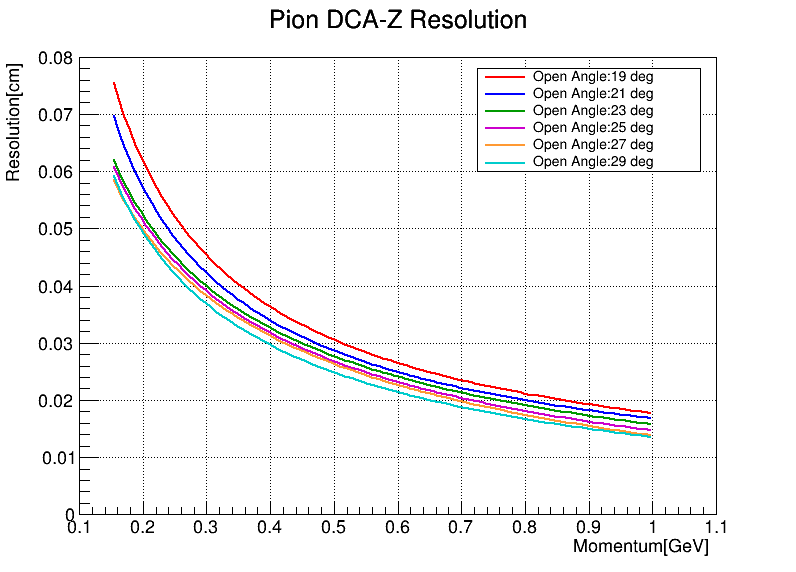 Pion DCA-Z Resolution
Resolution[cm]
0.08
0.07
0.06
0.05
0.04
0.03
0.02
0.01
0
Open Angle:19 deg
Open Angle:21 deg
Open Angle:23 deg
Open Angle:25 deg
Open Angle:27 deg
Open Angle:29 deg
0.1 0.2 0.3 0.4 0.5 0.6 0.7 0.8 0.9 1 1.1
Momentum[GeV]